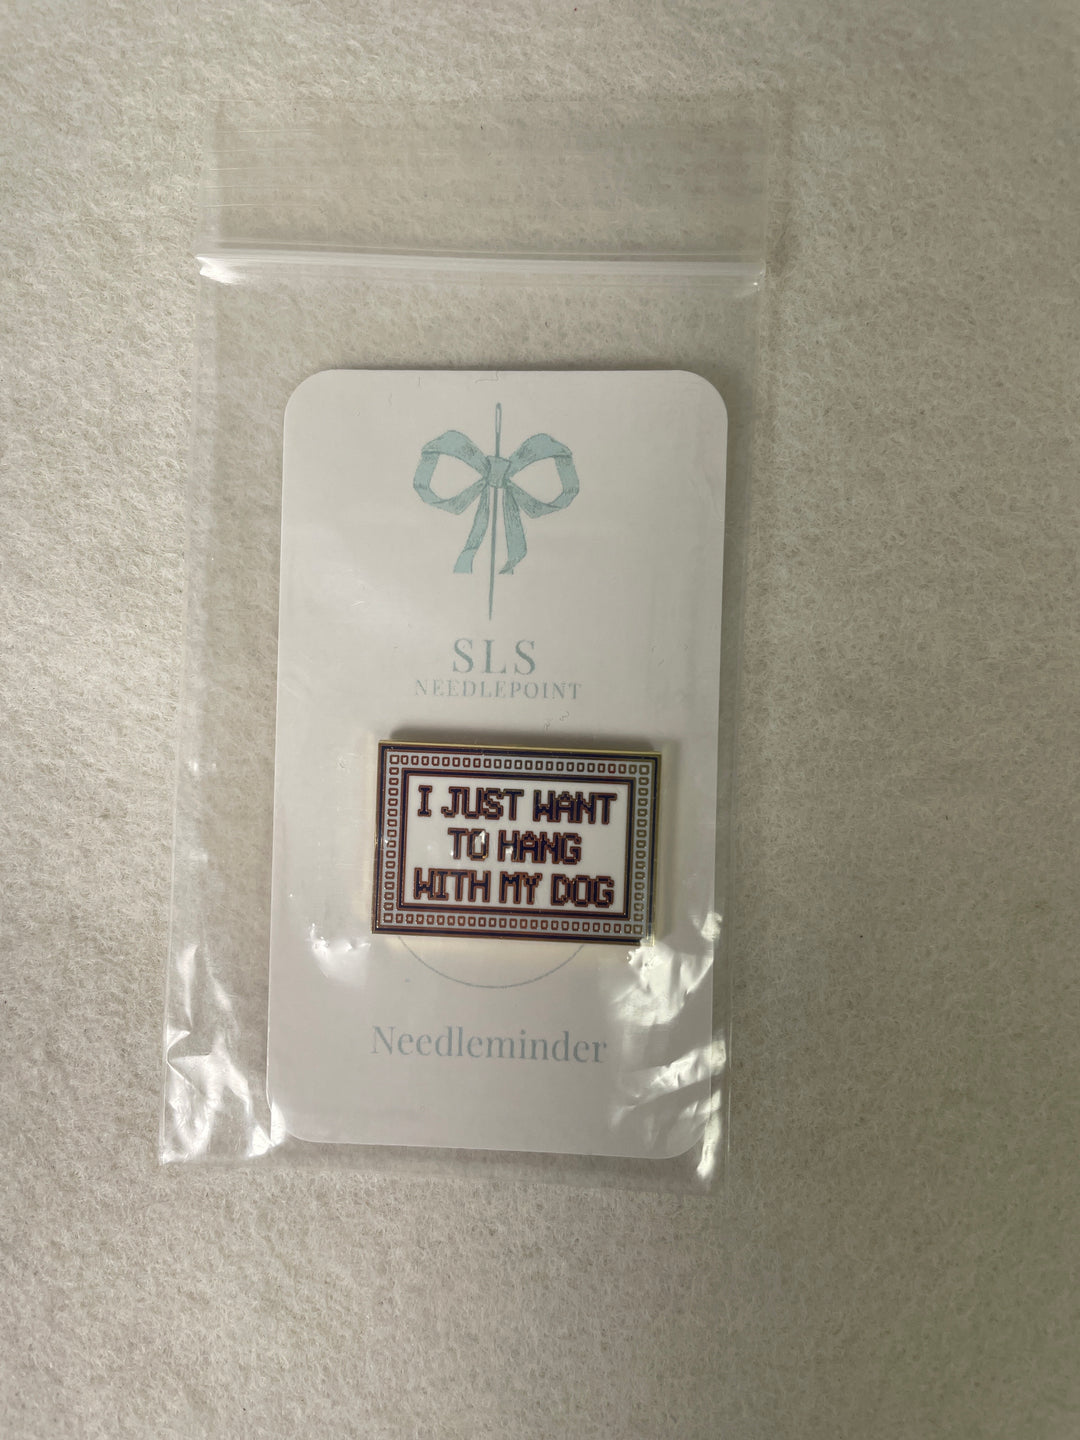 SLS
NEEDLEPOINT
I JUST WANT
TO HANG
WITH MY DOG
Needleminder